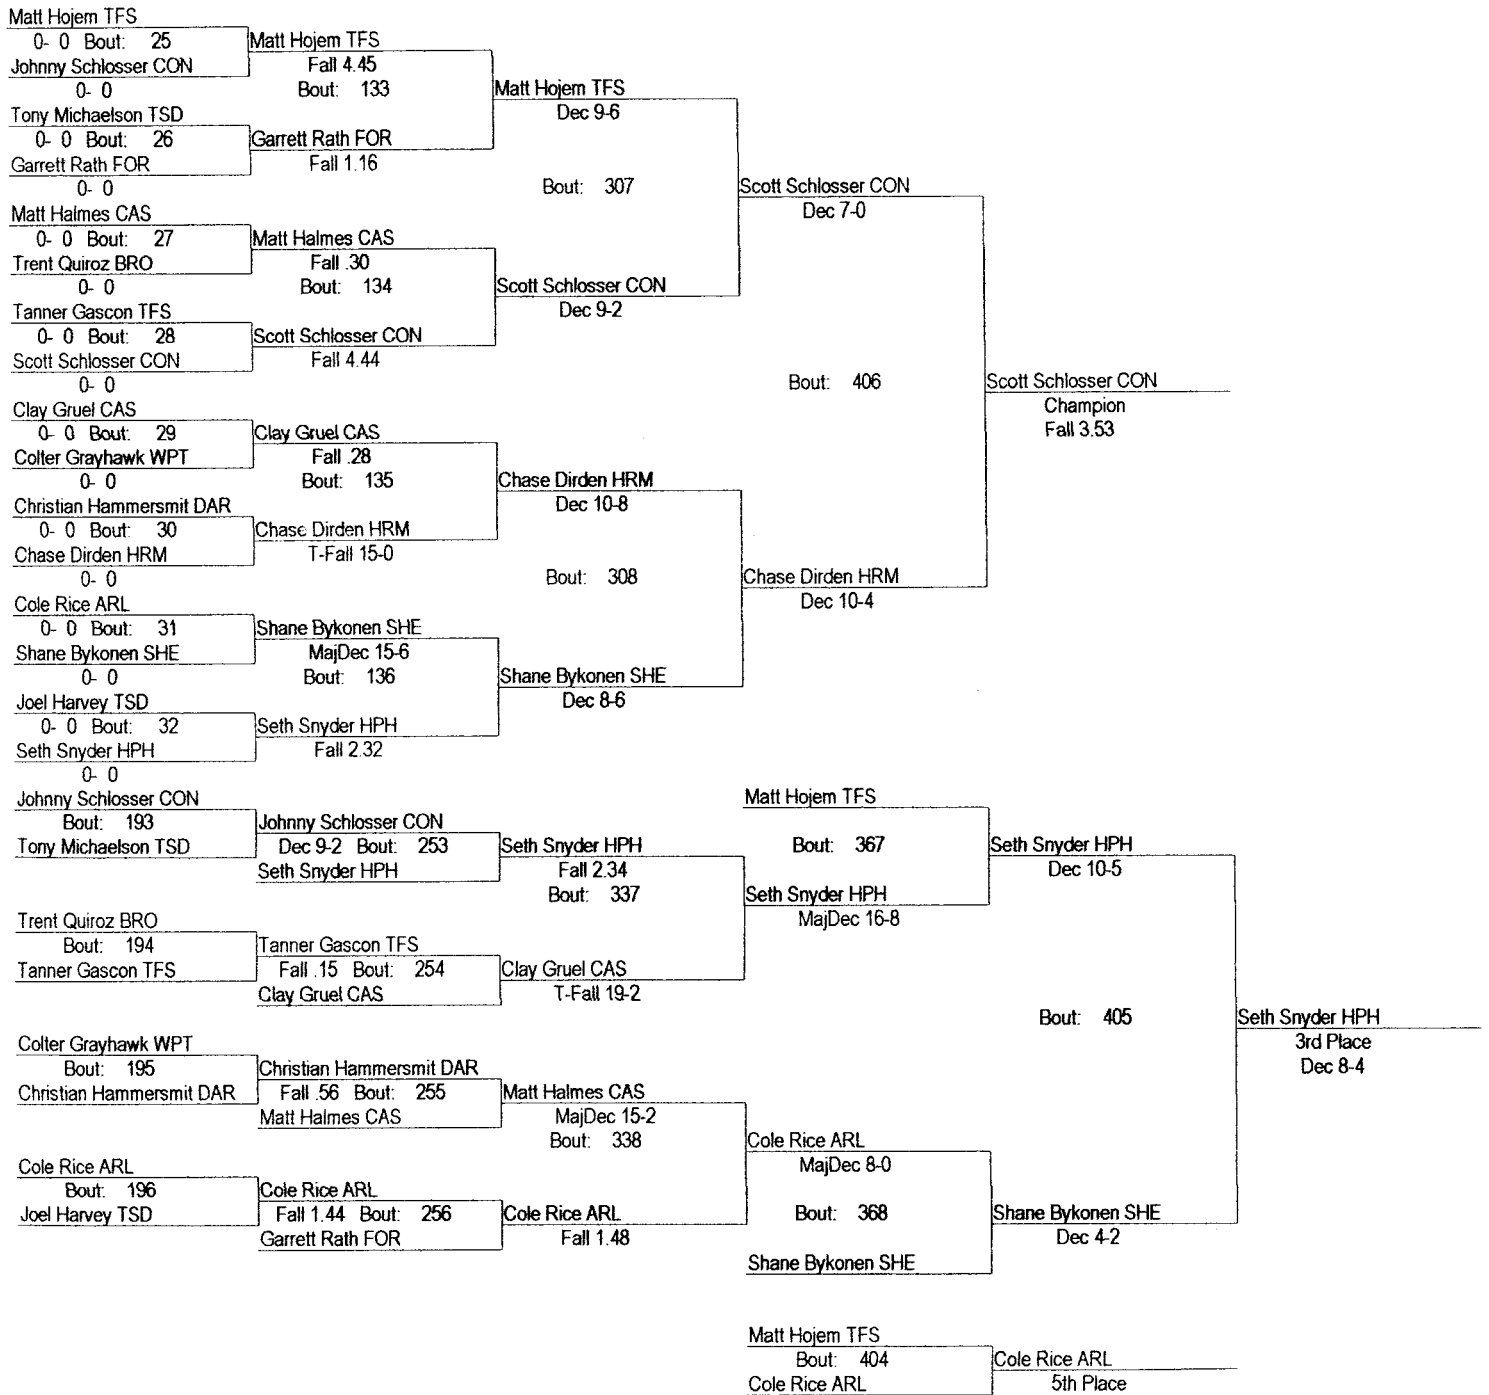 Matt Hojem TFS
0- 0 Bout: 25
Johnny Schlosser CON
0- 0
Tony Michaelson TSD
0- 0 Bout: 26
Garrett Rath FOR
0- 0
Matt Halmes CAS
0- 0 Bout: 27
Trent Quiroz BRO
0- 0
Tanner Gascon TFS
0- 0 Bout: 28
Scott Schlosser CON
0- 0
Clay Gruel CAS
0- 0 Bout: 29
Colter Grayhawk WPT
0- 0
Christian Hammersmit DAR
0- 0 Bout: 30
Chase Dirden HRM
0- 0
Cole Rice ARL
0- 0 Bout: 31
Shane Bykonen SHE
0- 0
Joel Harvey TSD
0- 0 Bout: 32
Seth Snyder HPH
0- 0
Matt Hojem TFS
Fall 4.45
Bout: 133
Garrett Rath FOR
Fall 1.16
Matt Halmes CAS
Fall .30
Bout: 134
Scott Schlosser CON
Fall 4.44
Clay Gruel CAS
Fall .28
Bout: 135
Chase Dirden HRM
T-Fall 15-0
Shane Bykonen SHE
MajDec 15-6
Bout: 136
Seth Snyder HPH
Fall 2.32
Matt Hojem TFS
Dec 9-6
Bout: 307
Scott Schlosser CON
Dec 9-2
Chase Dirden HRM
Dec 10-8
Bout: 308
Shane Bykonen SHE
Dec 8-6
Scott Schlosser CON
Dec 7-0
Bout: 406
Chase Dirden HRM
Dec 10-4
Scott Schlosser CON
Champion
Fall 3.53
Johnny Schlosser CON
Bout: 193
Tony Michaelson TSD
Trent Quiroz BRO
Bout: 194
Tanner Gascon TFS
Colter Grayhawk WPT
Bout: 195
Christian Hammersmit DAR
Cole Rice ARL
Bout: 196
Joel Harvey TSD
Johnny Schlosser CON
Dec 9-2 Bout: 253
Seth Snyder HPH
Tanner Gascon TFS
Fall .15 Bout: 254
Clay Gruel CAS
Christian Hammersmit DAR
Fall .56 Bout: 255
Matt Halmes CAS
Cole Rice ARL
Fall 1.44 Bout: 256
Garrett Rath FOR
Seth Snyder HPH
Fall 2.34
Bout: 337
Clay Gruel CAS
T-Fall 19-2
Matt Halmes CAS
MajDec 15-2
Bout: 338
Cole Rice ARL
Fall 1.48
Matt Hojem TFS
Bout: 367
Seth Snyder HPH
MajDec 16-8
Cole Rice ARL
MajDec 8-0
Bout: 368
Shane Bykonen SHE
Seth Snyder HPH
Dec 10-5
Bout: 405
Shane Bykonen SHE
Dec 4-2
Seth Snyder HPH
3rd Place
Dec 8-4
Matt Hojem TFS
Bout: 404
Cole Rice ARL
Cole Rice ARL
5th Place